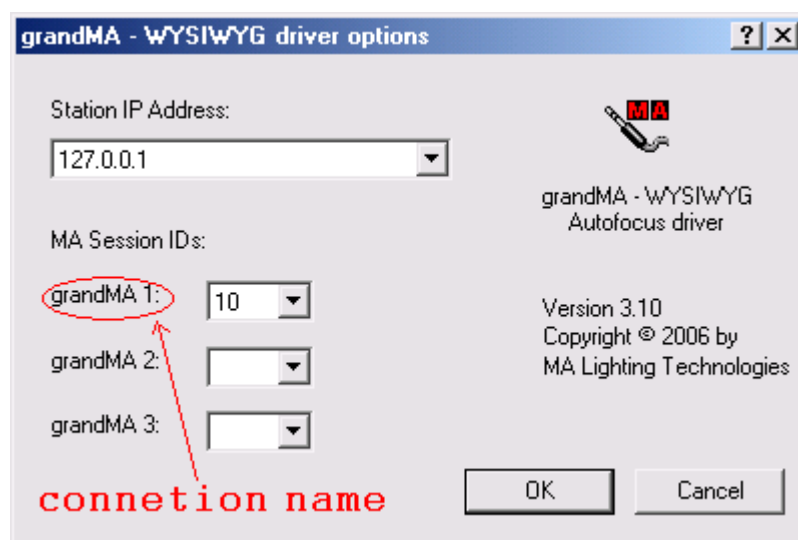 grandMA - WYSIWYG driver options
Station IP Address:
127.0.0.1
MA
grandMA - WYSIWYG
Autofocus driver
MA Session IDs:
grandMA 1:
10
grandMA 2:
grandMA 3:
Version 3.10
Copyright © 2006 by
MA Lighting Technologies
connetion name
OK
Cancel